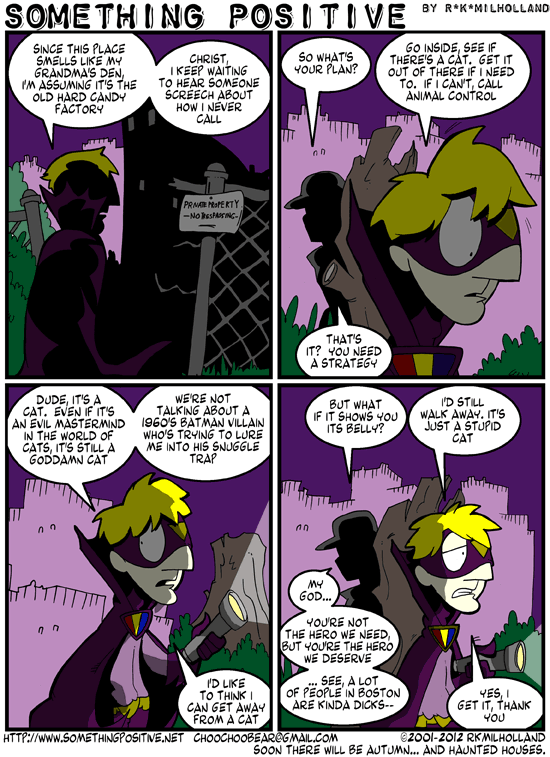 SOMETHING POSITIVE BY R*K*MILHOLLAND
SINCE THIS PLACE
SMELLS LIKE MY
GRANDMA'S DEN,
I'M ASSUMING IT'S THE
OLD HARD CANDY
FACTORY
CHRIST,
I KEEP WAITING
TO HEAR SOMEONE
SCREECH ABOUT
HOW I NEVER
CALL
PRIVATE PROPERTY
-NO TRESPASSING-
SO WHAT'S
YOUR PLAN?
GO INSIDE, SEE IF
THERE'S A CAT. GET IT
OUT OF THERE IF I NEED
TO. IF I CAN'T, CALL
ANIMAL CONTROL
THAT'S
IT? YOU NEED
A STRATEGY
DUDE, IT'S A
CAT. EVEN IF IT'S
AN EVIL MASTERMIND
IN THE WORLD OF
CATS, IT'S STILL A
GODDAMN CAT
WE'RE NOT
TALKING ABOUT A
1960'S BATMAN VILLAIN
WHO'S TRYING TO LURE
ME INTO HIS SNUGGLE
TRAP
I'D LIKE
TO THINK I
CAN GET AWAY
FROM A CAT
BUT WHAT
IF IT SHOWS YOU
ITS BELLY?
I'D STILL
WALK AWAY. IT'S
JUST A STUPID
CAT
MY
GOD...
YOU'RE NOT
THE HERO WE NEED,
BUT YOU'RE THE HERO
WE DESERVE
... SEE, A LOT
OF PEOPLE IN BOSTON
ARE KINDA DICKS--
YES, I
GET IT, THANK
YOU
HTTP://WWW.SOMETHINGPOSITIVE.NET CHOOCHOOBEAR@GMAIL.COM ©2001-2012 RKMILHOLLAND
SOON THERE WILL BE AUTUMN... AND HAUNTED HOUSES.